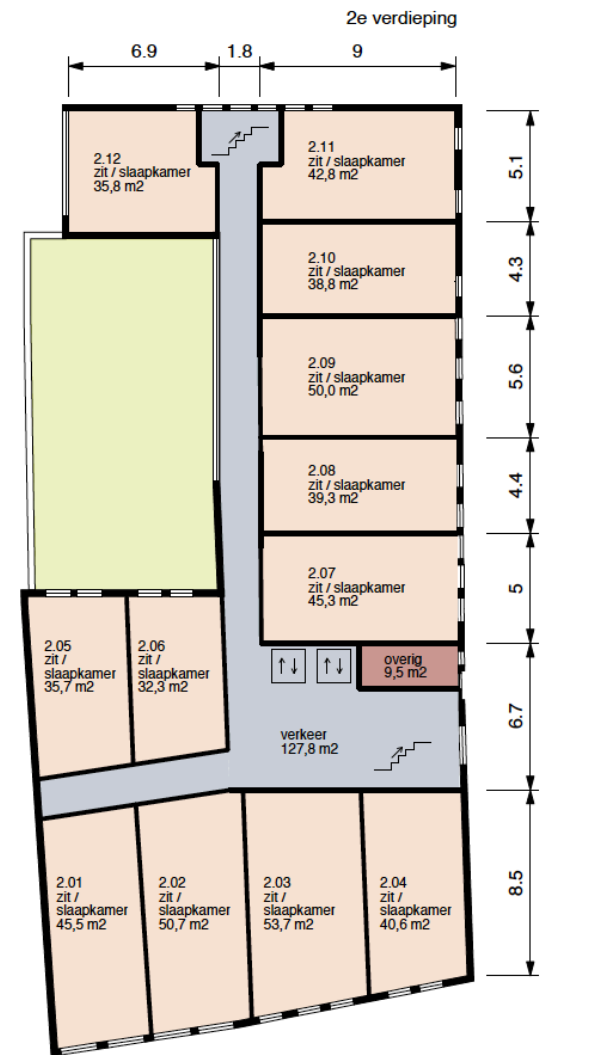 2e verdieping
6.9
1.8
9
2.12
zit / slaapkamer
35,8 m2
2.11
zit / slaapkamer
42,8 m2
5.1
2.10
zit / slaapkamer
38,8 m2
4.3
2.09
zit / slaapkamer
50,0 m2
5.6
2.08
zit / slaapkamer
39,3 m2
4.4
2.07
zit / slaapkamer
45,3 m2
5
2.05
zit /
slaapkamer
35,7 m2
2.06
zit /
slaapkamer
32,3 m2
overig
9,5 m2
verkeer
127,8 m2
6.7
2.01
zit /
slaapkamer
45,5 m2
2.02
zit /
slaapkamer
50,7 m2
2.03
zit /
slaapkamer
53,7 m2
2.04
zit /
slaapkamer
40,6 m2
8.5